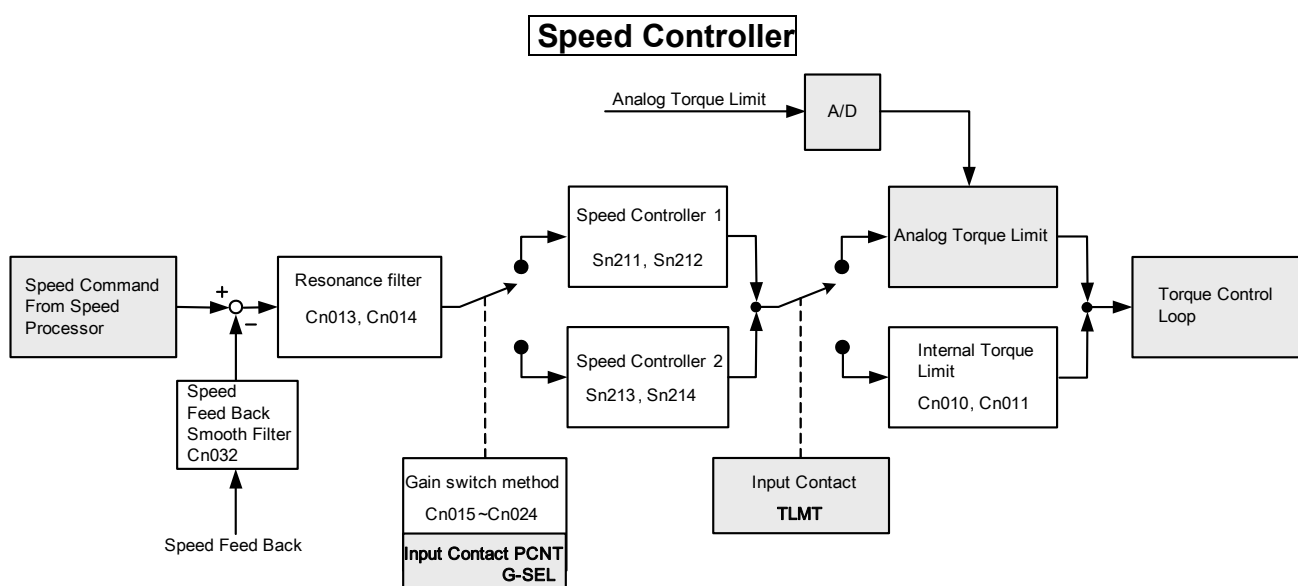 Speed Controller
Analog Torque Limit
A/D
Speed Command
From Speed
Processor
+
−
Speed
Feed Back
Smooth Filter
Cn032
Speed Feed Back
Resonance filter
Cn013, Cn014
Gain switch method
Cn015~Cn024
Input Contact PCNT
G-SEL
Speed Controller 1
Sn211, Sn212
Speed Controller 2
Sn213, Sn214
Input Contact
TLMT
Analog Torque Limit
Internal Torque
Limit
Cn010, Cn011
Torque Control
Loop